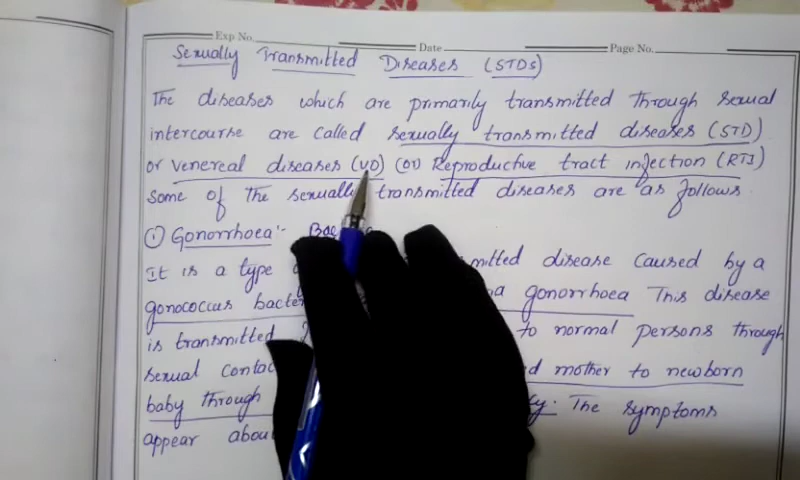 Exp No.
Date
Page No.
Sexually Transmitted Diseases (STDs)
The diseases which are primarily transmitted through sexual
intercourse are called sexually transmitted diseases (STD)
or venereal diseases (VD) (or) Reproductive tract infection (RTI)
Some of the sexually transmitted diseases are as follows
① Gonorrhoea :-
It is a type mitted disease caused by a
gonococcus gonorrhoea This disease
is transmitted to normal persons through
sexual mother to newborn
baby through The symptoms
appear